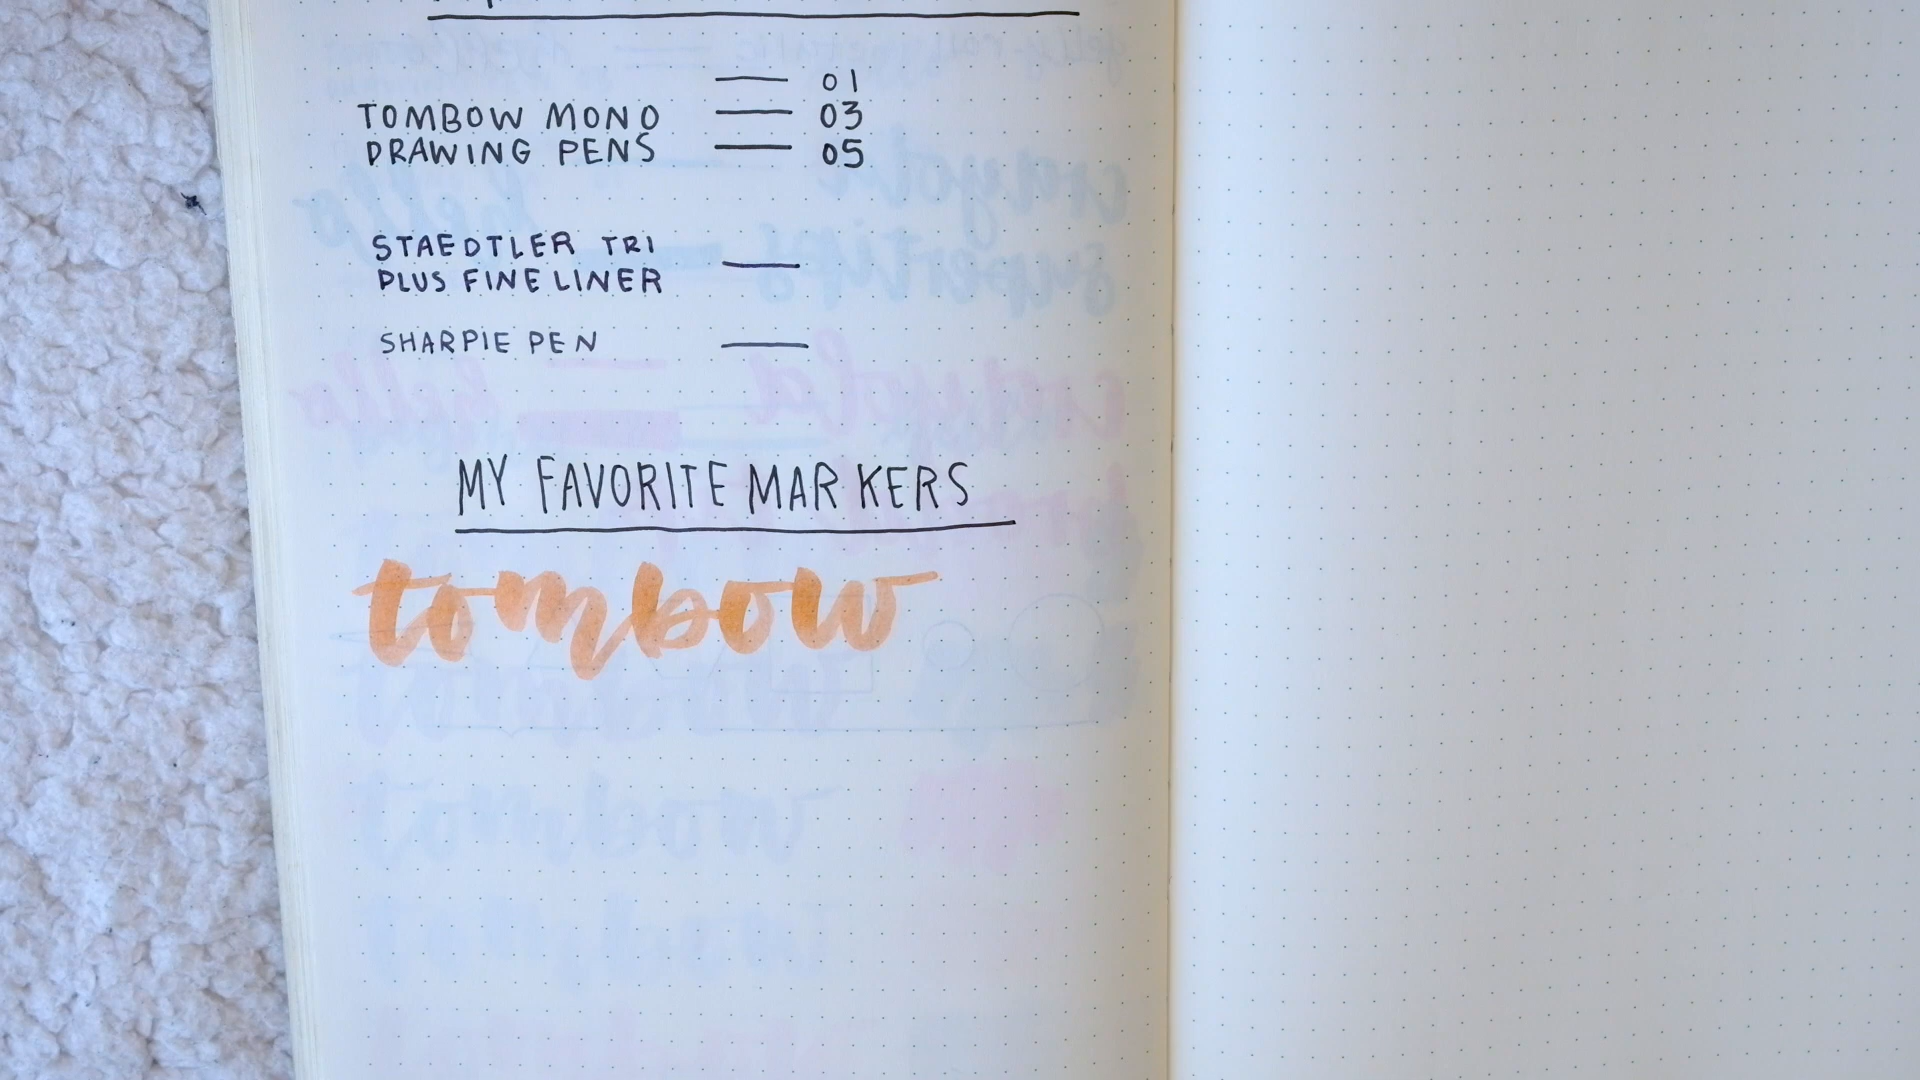 01
TOMBOW MONO 03
DRAWING PENS 05
STAEDTLER TRI
PLUS FINELINER
SHARPIE PEN
MY FAVORITE MARKERS
tombow